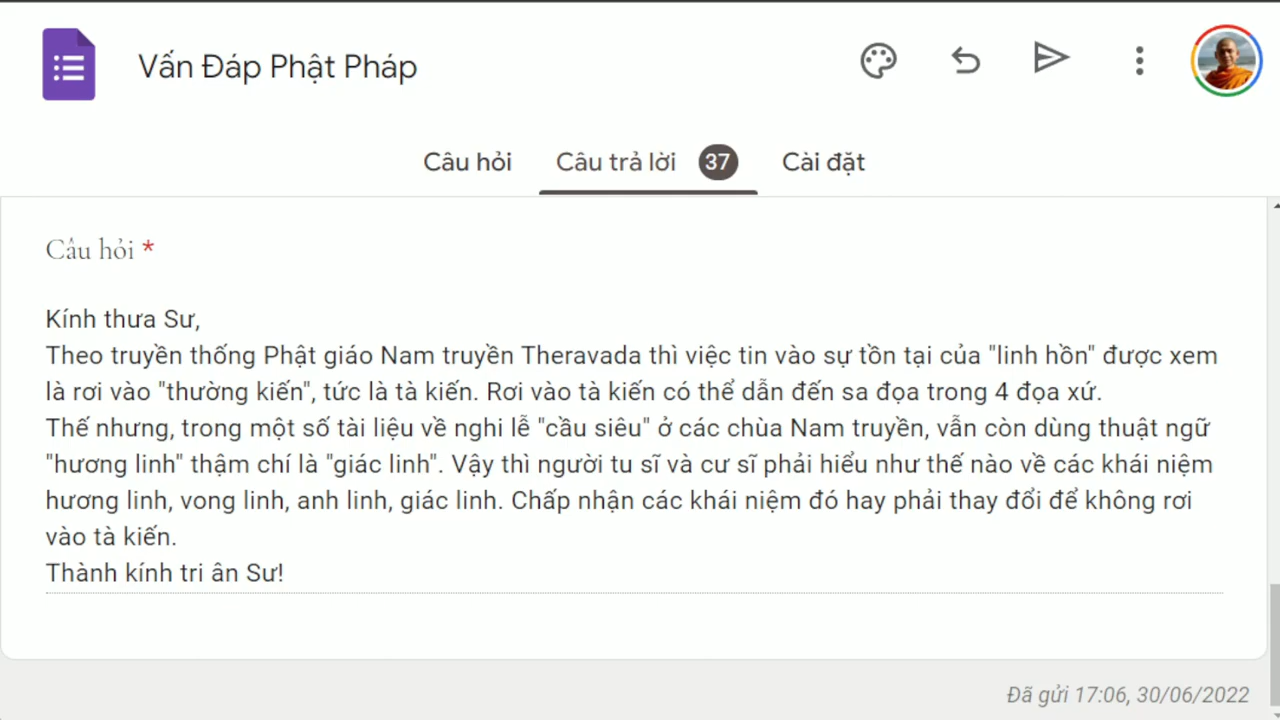 Vấn Đáp Phật Pháp
Câu hỏi Câu trả lời 37 Cài đặt
Câu hỏi *
Kính thưa Sư,
Theo truyền thống Phật giáo Nam truyền Theravada thì việc tin vào sự tồn tại của "linh hồn" được xem
là rơi vào "thường kiến", tức là tà kiến. Rơi vào tà kiến có thể dẫn đến sa đọa trong 4 đọa xứ.
Thế nhưng, trong một số tài liệu về nghi lễ "cầu siêu" ở các chùa Nam truyền, vẫn còn dùng thuật ngữ
"hương linh" thậm chí là "giác linh". Vậy thì người tu sĩ và cư sĩ phải hiểu như thế nào về các khái niệm
hương linh, vong linh, anh linh, giác linh. Chấp nhận các khái niệm đó hay phải thay đổi để không rơi
vào tà kiến.
Thành kính tri ân Sư!
Đã gửi 17:06, 30/06/2022